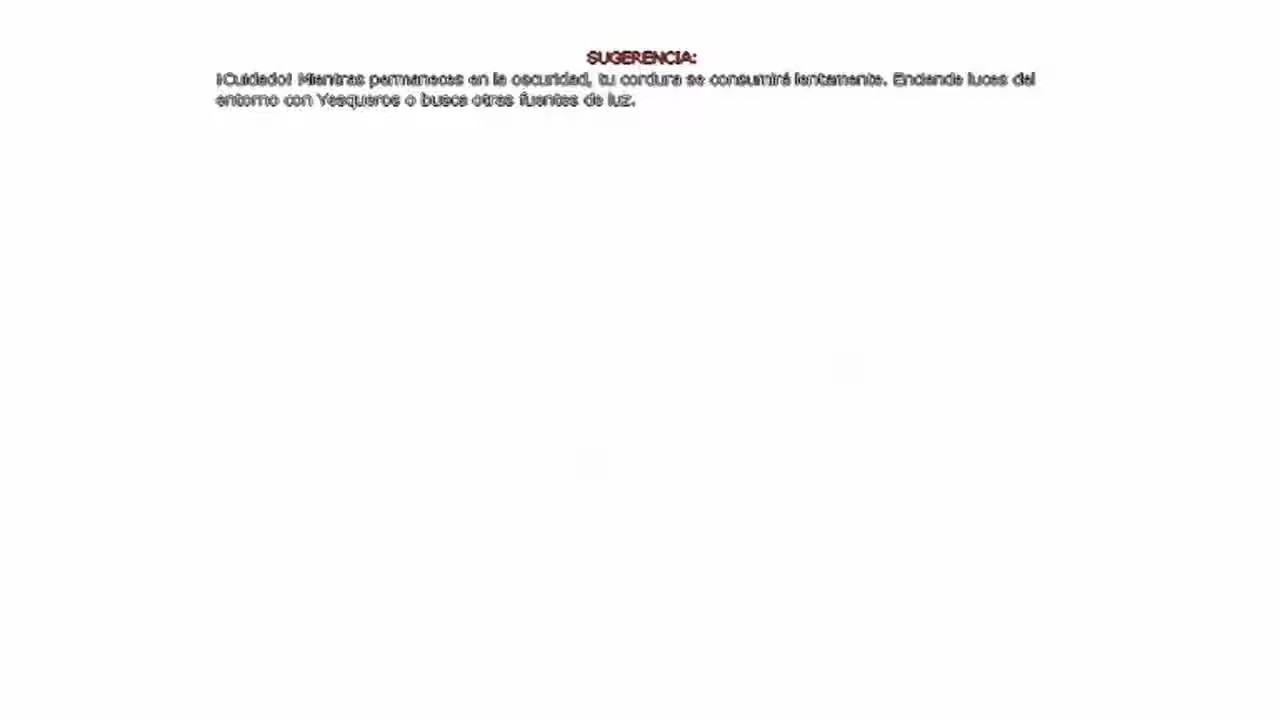 SUGERENCIA:
¡Cuidado! Mientras permaneces en la oscuridad, tu cordura se consumirá lentamente. Enciende luces del
entorno con Yesqueros o busca otras fuentes de luz.